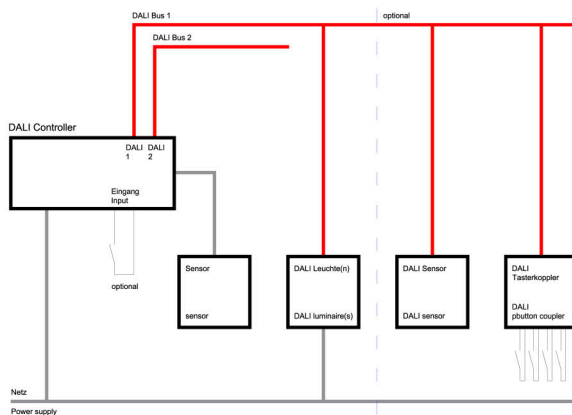 DALI Bus 1
optional
DALI Bus 2
DALI Controller
DALI DALI
1 2
Eingang
Input
optional
Sensor
sensor
DALI Leuchte(n)
DALI luminaire(s)
DALI Sensor
DALI sensor
DALI
Tasterkoppler
DALI
pbutton coupler
Netz
Power supply